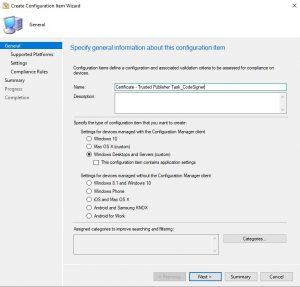 Create Configuration Item Wizard
General
General
Supported Platforms
Settings
Compliance Rules
Summary
Progress
Completion
Specify general information about this configuration item
Configuration items define a configuration and associated validation criteria to be assessed for compliance on
devices.
Name:
Certificate - Trusted Publisher Task_CodeSigner
Description:
Specify the type of configuration item that you want to create:
Settings for devices managed with the Configuration Manager client
Windows 10
Mac OS X (custom)
Windows Desktops and Servers (custom)
This configuration item contains application settings
Settings for devices managed without the Configuration Manager client
Windows 8.1 and Windows 10
Windows Phone
iOS and Mac OS X
Android and Samsung KNOX
Android for Work
Assigned categories to improve searching and filtering:
Categories...
< Previous
Next >
Summary
Cancel